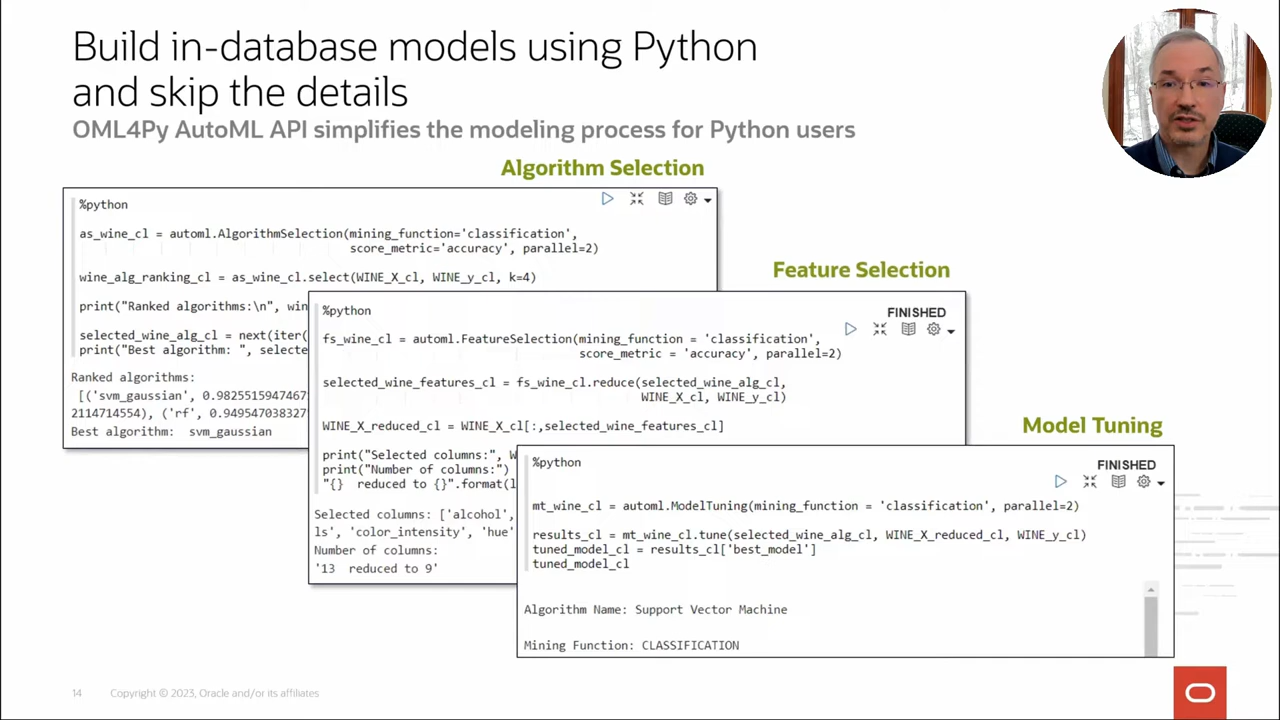 Build in-database models using Python
and skip the details
OML4Py AutoML API simplifies the modeling process for Python users
Algorithm Selection
%python
as_wine_cl = automl.AlgorithmSelection(mining_function='classification',
score_metric='accuracy', parallel=2)
wine_alg_ranking_cl = as_wine_cl.select(WINE_X_cl, WINE_y_cl, k=4)
print("Ranked algorithms:\n", win
selected_wine_alg_cl = next(iter(
print("Best algorithm: ", selecte
Ranked algorithms:
[('svm_gaussian', 0.9825515947467
2114714554), ('rf', 0.949547038327
Best algorithm: svm_gaussian
Feature Selection
%python
FINISHED
fs_wine_cl = automl.FeatureSelection(mining_function = 'classification',
score_metric = 'accuracy', parallel=2)
selected_wine_features_cl = fs_wine_cl.reduce(selected_wine_alg_cl,
WINE_X_cl, WINE_y_cl)
WINE_X_reduced_cl = WINE_X_cl[:,selected_wine_features_cl]
print("Selected columns:", W
print("Number of columns:")
"{} reduced to {}".format(l
Selected columns: ['alcohol',
ls', 'color_intensity', 'hue'
Number of columns:
'13 reduced to 9'
Model Tuning
%python
FINISHED
mt_wine_cl = automl.ModelTuning(mining_function = 'classification', parallel=2)
results_cl = mt_wine_cl.tune(selected_wine_alg_cl, WINE_X_reduced_cl, WINE_y_cl)
tuned_model_cl = results_cl['best_model']
tuned_model_cl
Algorithm Name: Support Vector Machine
Mining Function: CLASSIFICATION
14 Copyright © 2023, Oracle and/or its affiliates